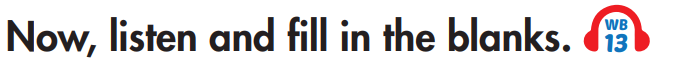 Now, listen and fill in the blanks. WB
13